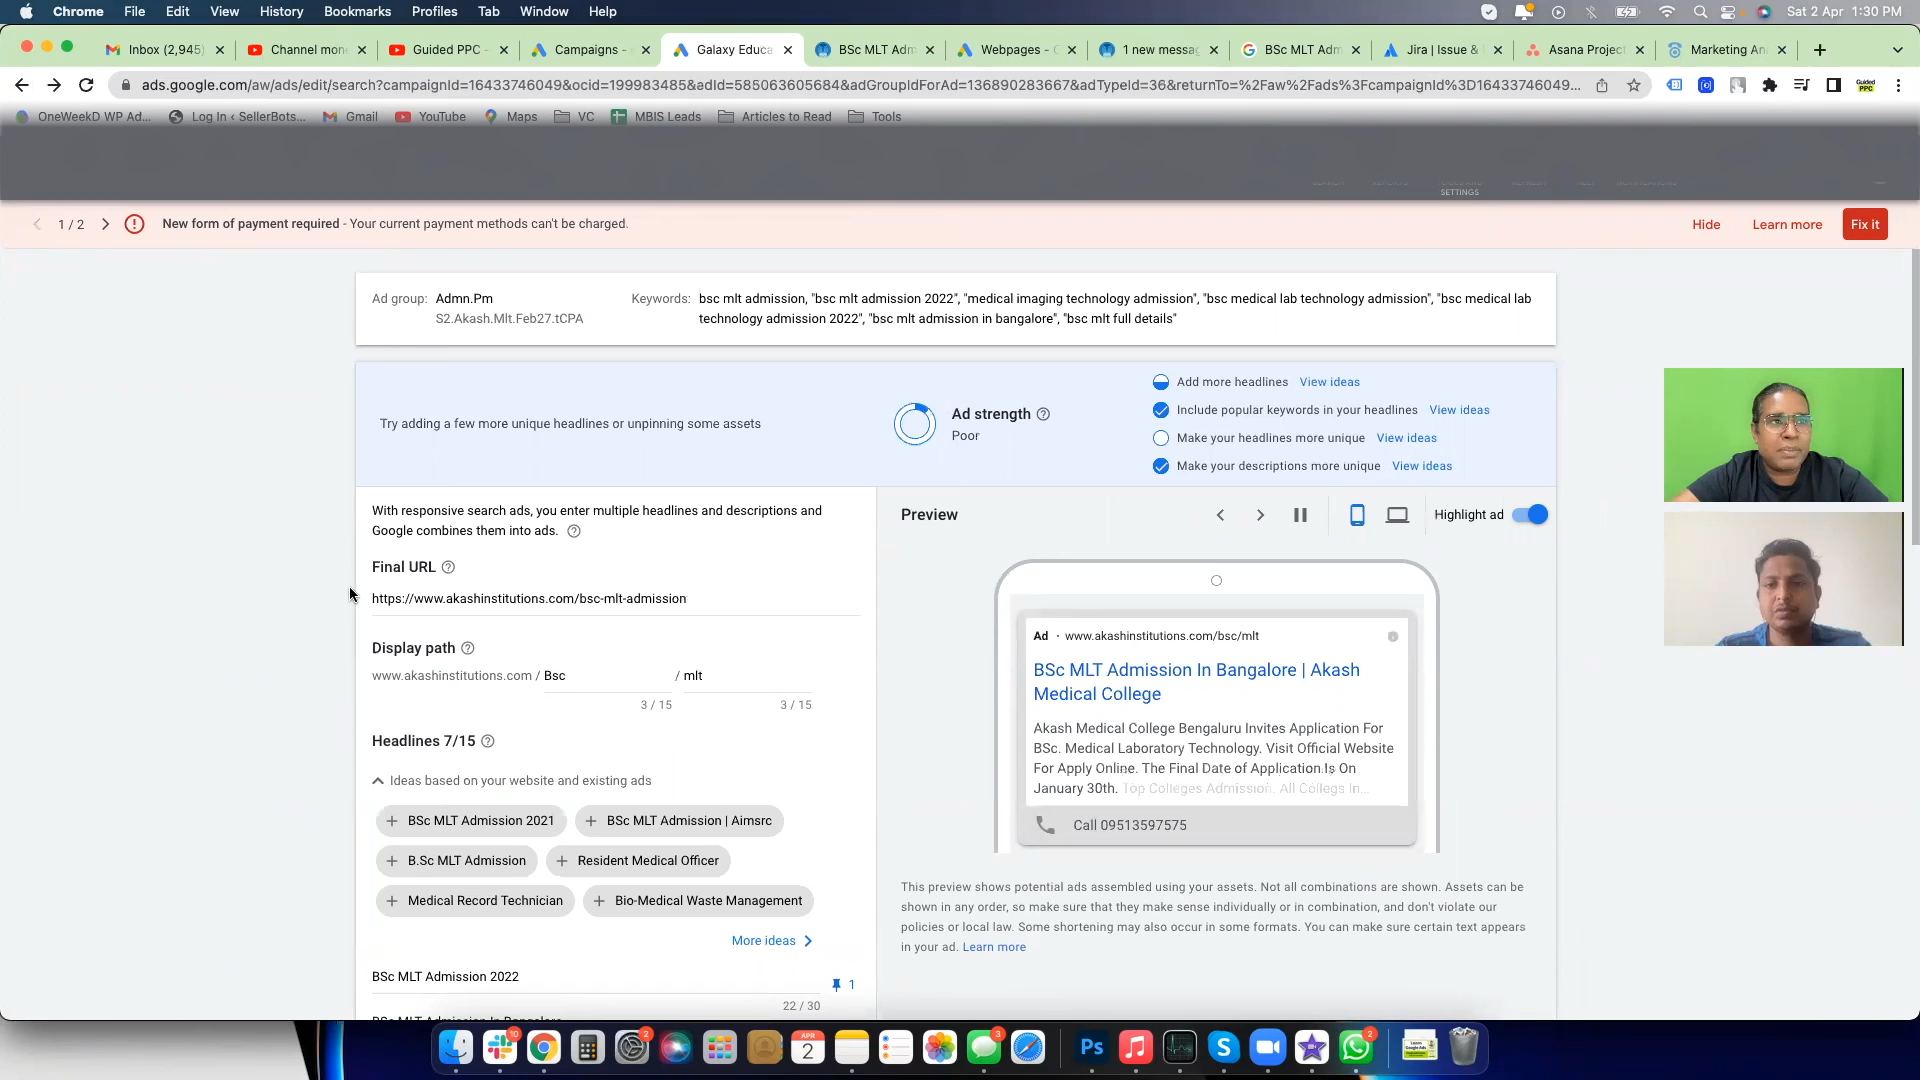 Chrome File Edit View History Bookmarks Profiles Tab Window Help Sat 2 Apr 1:30 PM
Inbox (2,945) Channel mon Guided PPC - Campaigns - Galaxy Educa BSc MLT Adm Webpages - G 1 new messag BSc MLT Adm Jira | Issue & Asana Project Marketing An
ads.google.com/aw/ads/edit/search?campaignId=16433746049&ocid=199983485&adId=585063605684&adGroupIdForAd=136890283667&adTypeId=36&returnTo=%2Faw%2Fads%3FcampaignId%3D16433746049...
OneWeekD WP Ad... Log In ‹ SellerBots... Gmail YouTube Maps VC MBIS Leads Articles to Read Tools
SETTINGS
1 / 2 New form of payment required - Your current payment methods can't be charged. Hide Learn more Fix it
Ad group: Admn.Pm
S2.Akash.Mlt.Feb27.tCPA
Keywords: bsc mlt admission, "bsc mlt admission 2022", "medical imaging technology admission", "bsc medical lab technology admission", "bsc medical lab
technology admission 2022", "bsc mlt admission in bangalore", "bsc mlt full details"
Try adding a few more unique headlines or unpinning some assets
Ad strength
Poor
Add more headlines View ideas
Include popular keywords in your headlines View ideas
Make your headlines more unique View ideas
Make your descriptions more unique View ideas
With responsive search ads, you enter multiple headlines and descriptions and
Google combines them into ads.
Final URL
https://www.akashinstitutions.com/bsc-mlt-admission
Display path
www.akashinstitutions.com / Bsc / mlt
3 / 15 3 / 15
Headlines 7/15
Ideas based on your website and existing ads
BSc MLT Admission 2021 BSc MLT Admission | Aimsrc
B.Sc MLT Admission Resident Medical Officer
Medical Record Technician Bio-Medical Waste Management
More ideas
BSc MLT Admission 2022
1
22 / 30
Preview
Highlight ad
Ad · www.akashinstitutions.com/bsc/mlt
BSc MLT Admission In Bangalore | Akash
Medical College
Akash Medical College Bengaluru Invites Application For
BSc. Medical Laboratory Technology. Visit Official Website
For Apply Online. The Final Date of Application Is On
January 30th. Top Colleges Admission. All Collegs In...
Call 09513597575
This preview shows potential ads assembled using your assets. Not all combinations are shown. Assets can be
shown in any order, so make sure that they make sense individually or in combination, and don't violate our
policies or local law. Some shortening may also occur in some formats. You can make sure certain text appears
in your ad. Learn more
10 2 APR 2 3 Ps 2